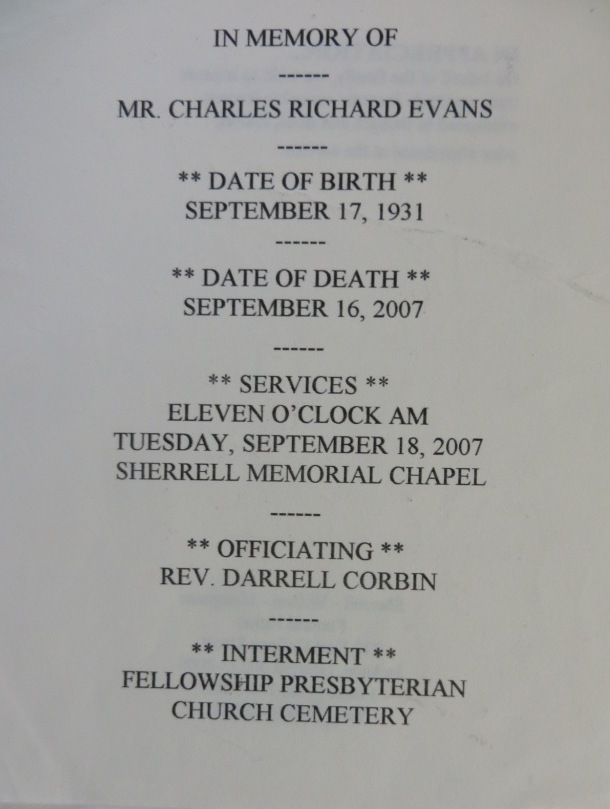 IN MEMORY OF
------
MR. CHARLES RICHARD EVANS
------
** DATE OF BIRTH **
SEPTEMBER 17, 1931
------
** DATE OF DEATH **
SEPTEMBER 16, 2007
------
** SERVICES **
ELEVEN O'CLOCK AM
TUESDAY, SEPTEMBER 18, 2007
SHERRELL MEMORIAL CHAPEL
------
** OFFICIATING **
REV. DARRELL CORBIN
------
** INTERMENT **
FELLOWSHIP PRESBYTERIAN
CHURCH CEMETERY